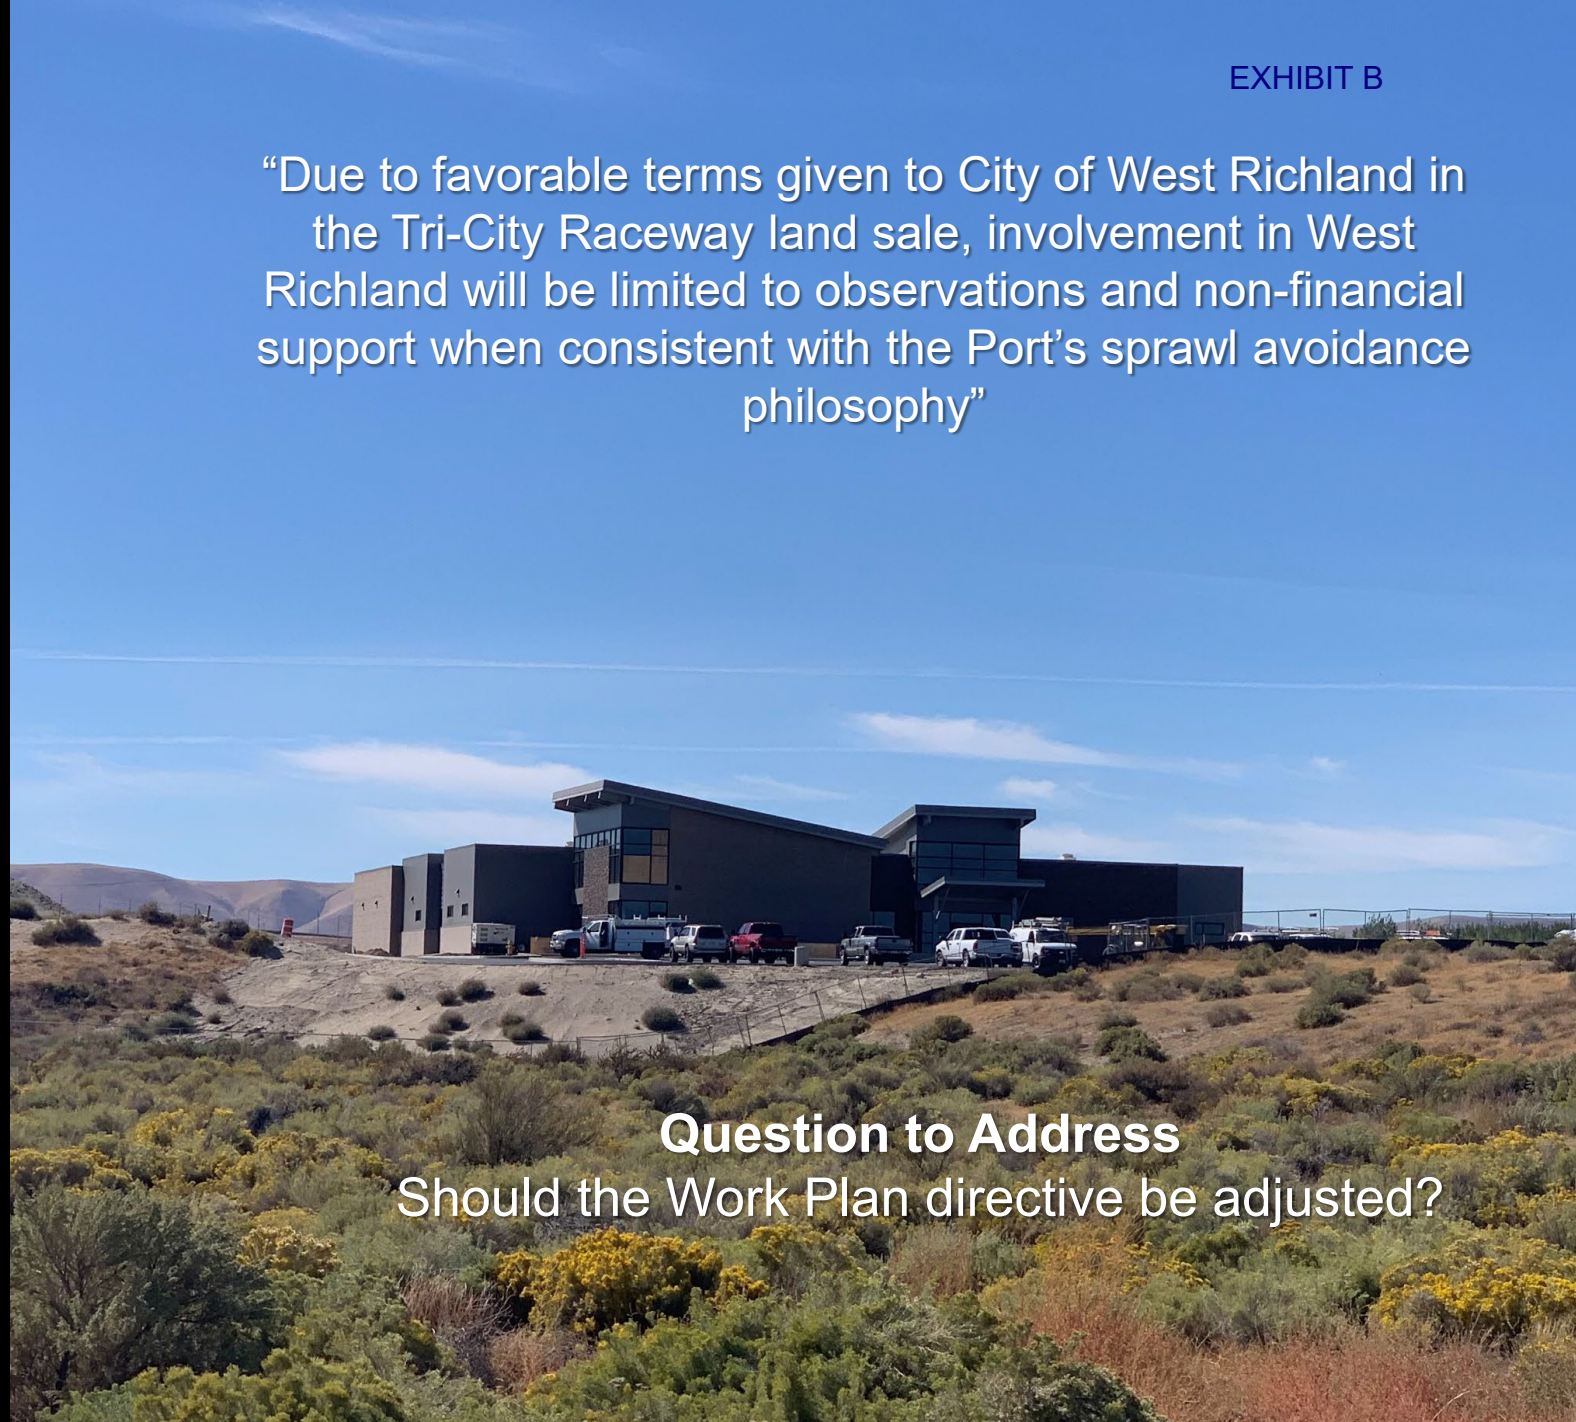 EXHIBIT B
“Due to favorable terms given to City of West Richland in
the Tri-City Raceway land sale, involvement in West
Richland will be limited to observations and non-financial
support when consistent with the Port’s sprawl avoidance
philosophy”
Question to Address
Should the Work Plan directive be adjusted?